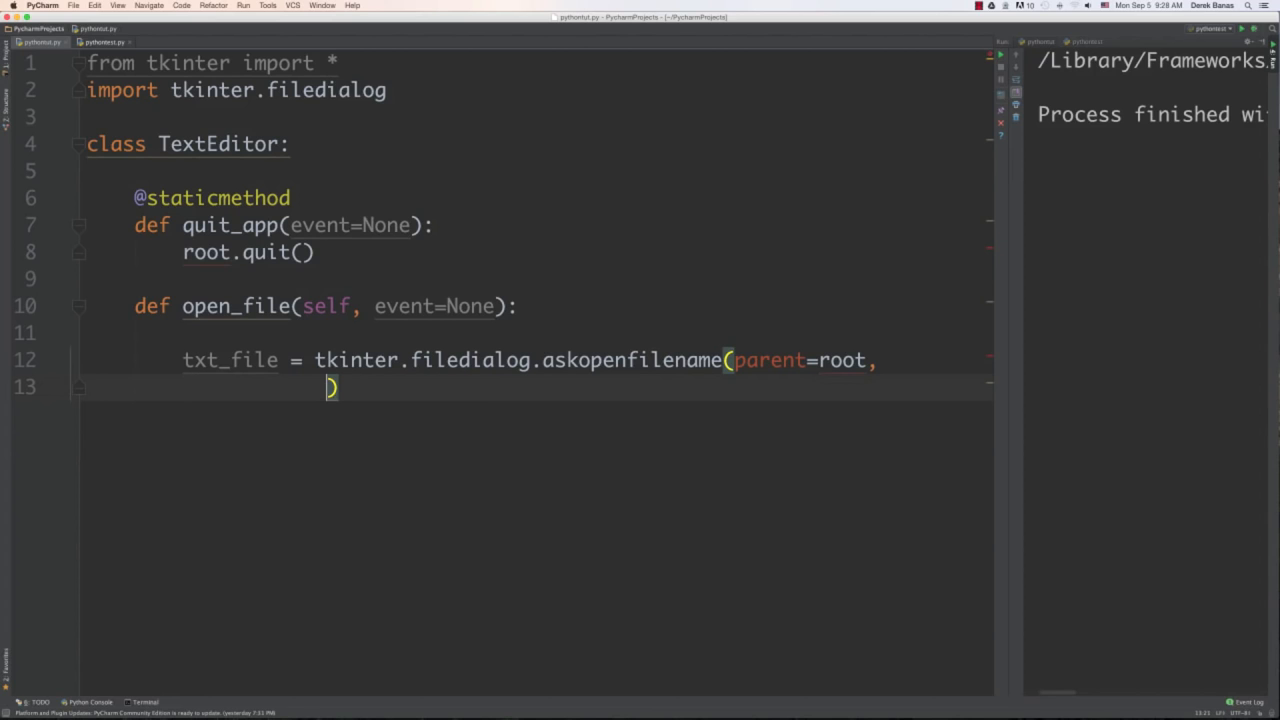 PyCharm File Edit View Navigate Code Refactor Run Tools VCS Window Help 10 Mon Sep 5 9:28 AM Derek Banas
pythontut.py - PycharmProjects - [~/PycharmProjects]
PycharmProjects pythontut.py pythontest
pythontut.py pythontest.py Run: pythontut pythontest
1 from tkinter import *
2 import tkinter.filedialog
3
4 class TextEditor:
5
6 @staticmethod
7 def quit_app(event=None):
8 root.quit()
9
10 def open_file(self, event=None):
11
12 txt_file = tkinter.filedialog.askopenfilename(parent=root,
13 )
/Library/Frameworks
Process finished wi
1: Project
7: Structure
2: Favorites
Run
6: TODO Python Console Terminal Event Log
Platform and Plugin Updates: PyCharm Community Edition is ready to update. (yesterday 7:51 PM) 13:21 LF÷ UTF-8÷